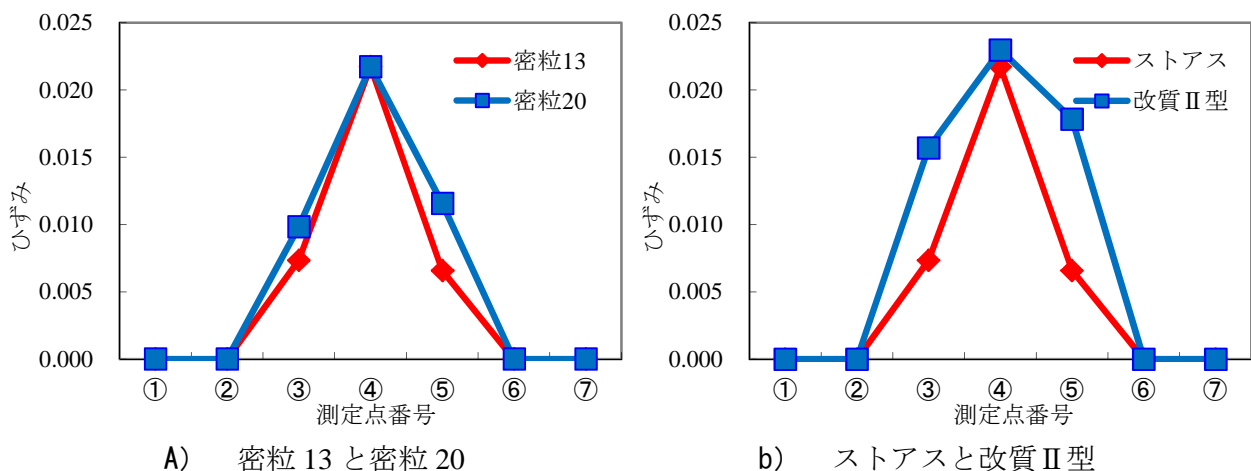 0.025
0.020
0.015
0.010
0.005
0.000
ひずみ
密粒13
密粒20
① ② ③ ④ ⑤ ⑥ ⑦
測定点番号
A) 密粒 13 と密粒 20
0.025
0.020
0.015
0.010
0.005
0.000
ひずみ
ストアス
改質Ⅱ型
① ② ③ ④ ⑤ ⑥ ⑦
測定点番号
b) ストアスと改質Ⅱ型